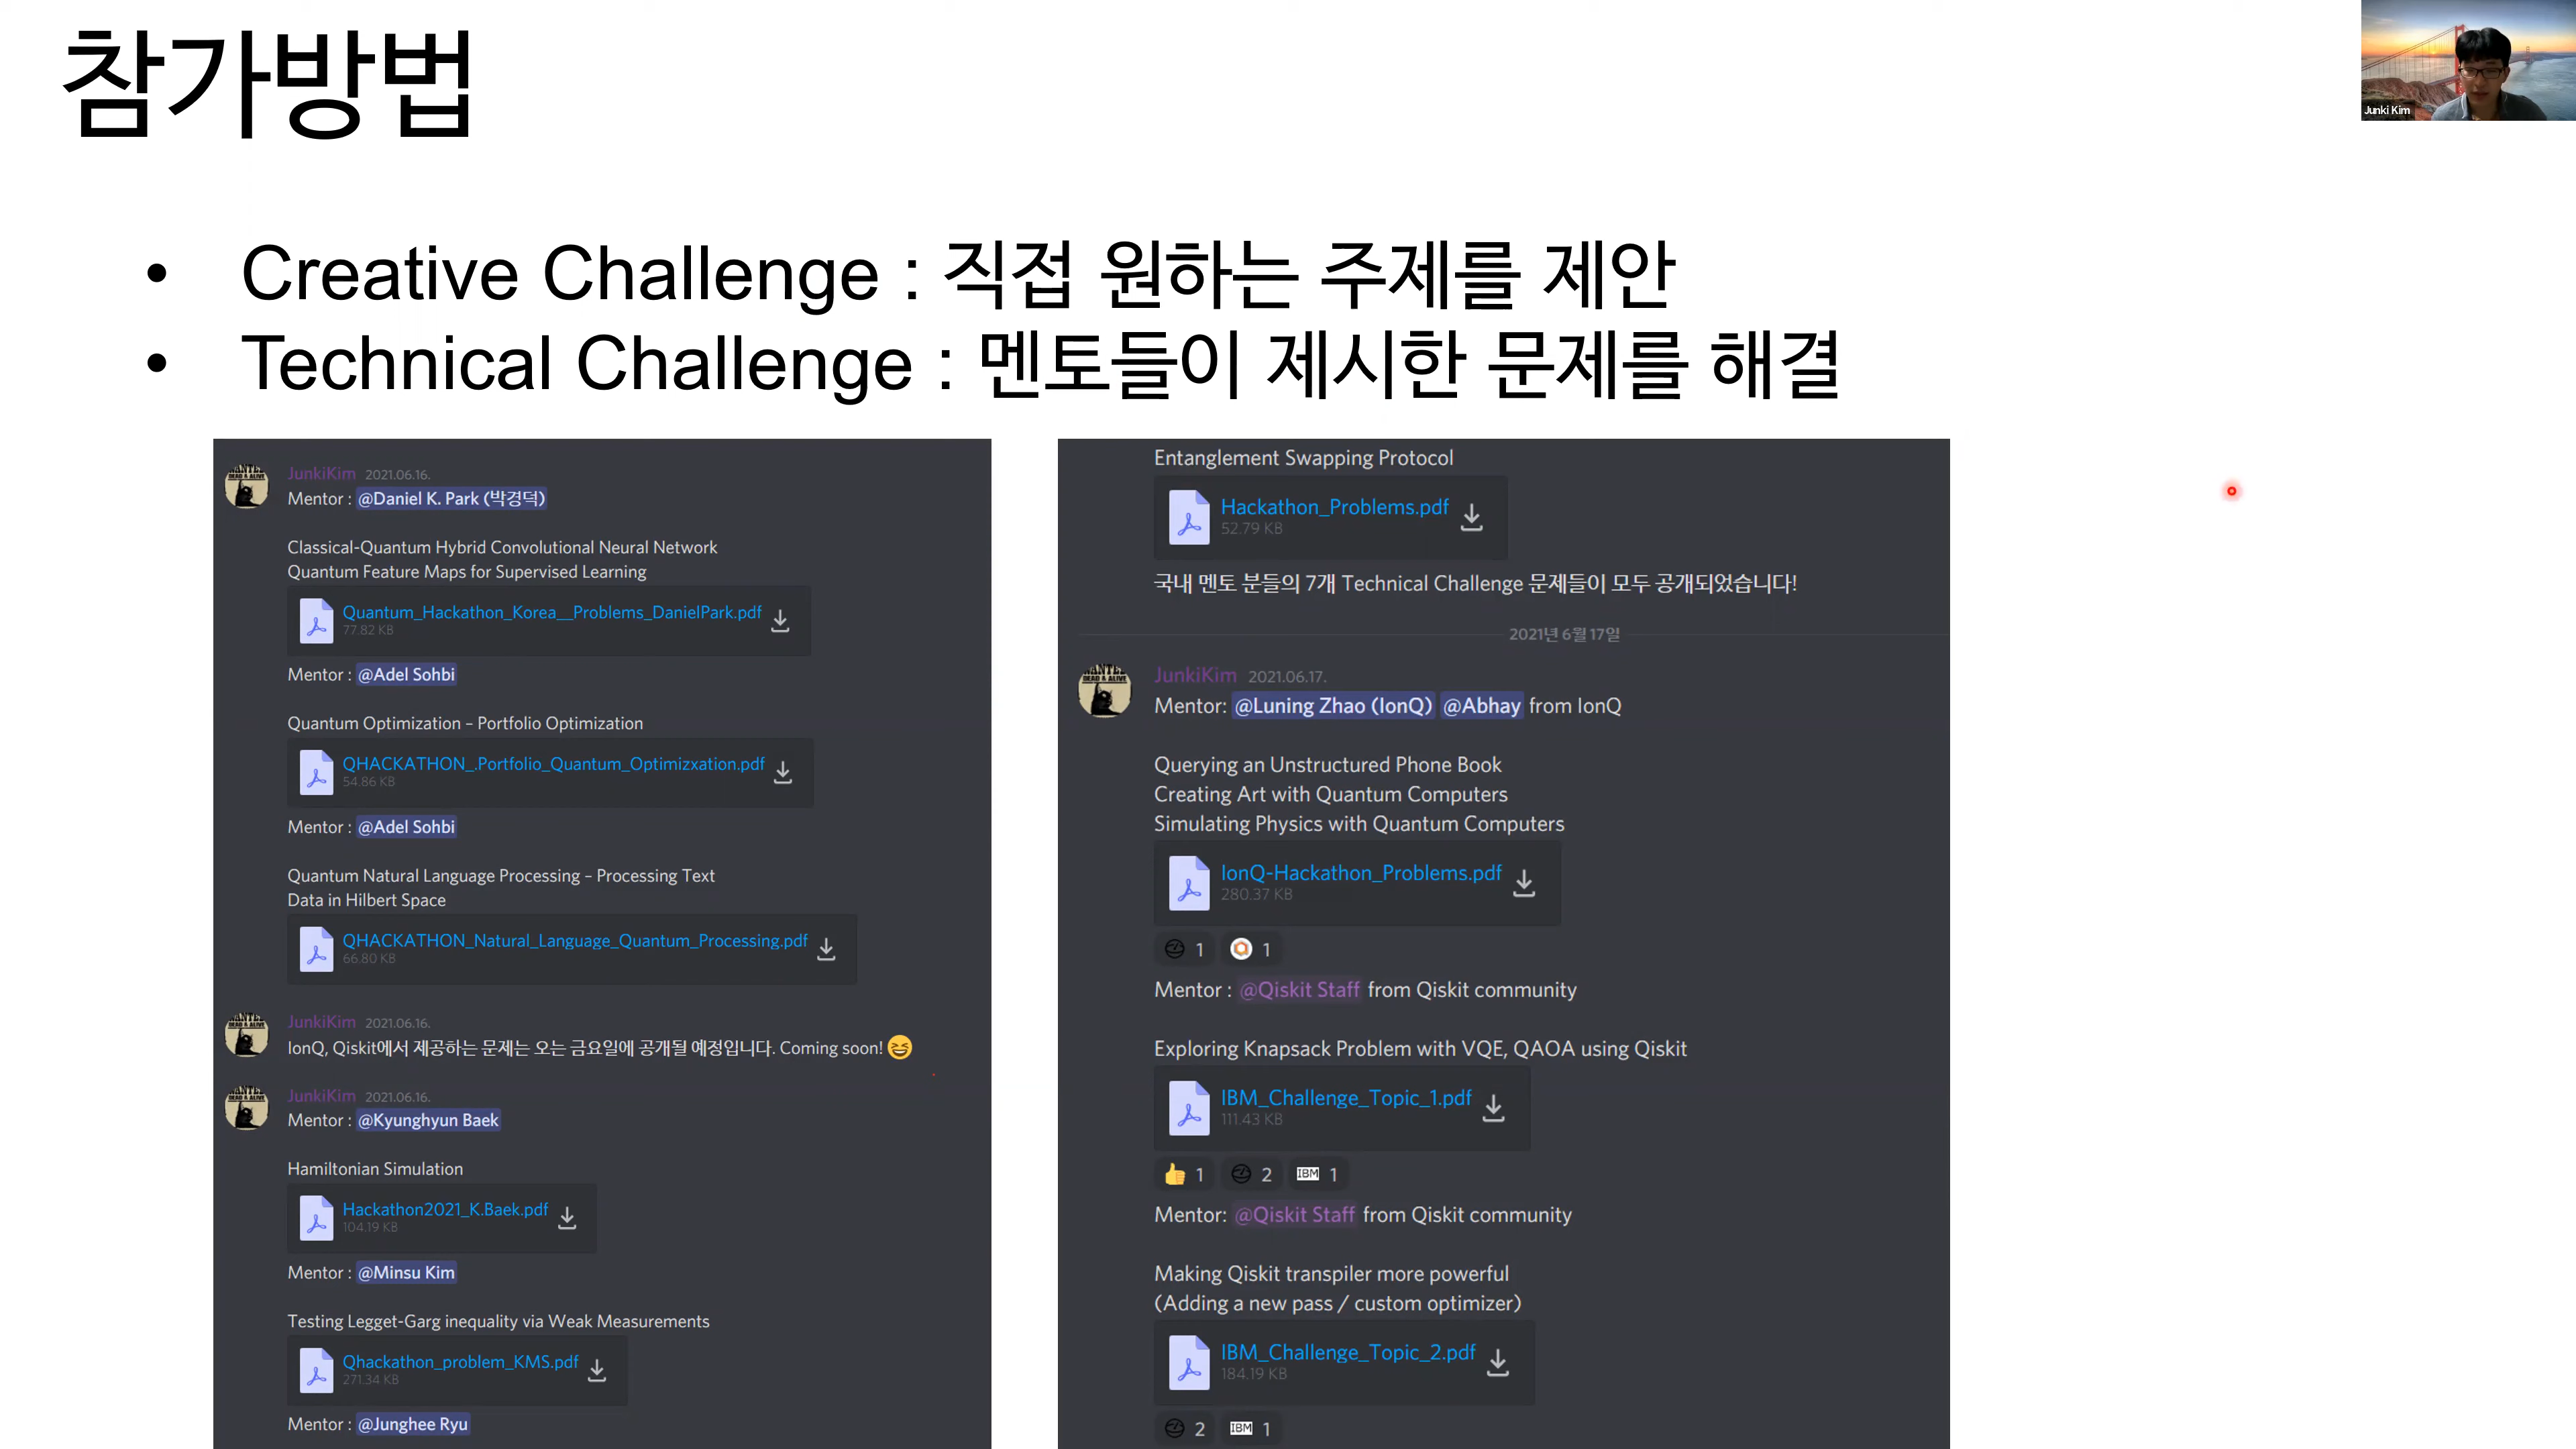 참가방법
Junki Kim
• Creative Challenge : 직접 원하는 주제를 제안
• Technical Challenge : 멘토들이 제시한 문제를 해결
JunkiKim 2021.06.16.
Mentor : @Daniel K. Park (박경덕)
Classical-Quantum Hybrid Convolutional Neural Network
Quantum Feature Maps for Supervised Learning
Quantum_Hackathon_Korea__Problems_DanielPark.pdf
77.82 KB
Mentor : @Adel Sohbi
Quantum Optimization – Portfolio Optimization
QHACKATHON_.Portfolio_Quantum_Optimizxation.pdf
54.86 KB
Mentor : @Adel Sohbi
Quantum Natural Language Processing – Processing Text
Data in Hilbert Space
QHACKATHON_Natural_Language_Quantum_Processing.pdf
66.80 KB
JunkiKim 2021.06.16.
IonQ, Qiskit에서 제공하는 문제는 오는 금요일에 공개될 예정입니다. Coming soon! 😆
JunkiKim 2021.06.16.
Mentor : @Kyunghyun Baek
Hamiltonian Simulation
Hackathon2021_K.Baek.pdf
104.19 KB
Mentor : @Minsu Kim
Testing Legget-Garg inequality via Weak Measurements
Qhackathon_problem_KMS.pdf
271.34 KB
Mentor : @Junghee Ryu
Entanglement Swapping Protocol
Hackathon_Problems.pdf
52.79 KB
국내 멘토 분들의 7개 Technical Challenge 문제들이 모두 공개되었습니다!
2021년 6월 17일
JunkiKim 2021.06.17.
Mentor: @Luning Zhao (IonQ) @Abhay from IonQ
Querying an Unstructured Phone Book
Creating Art with Quantum Computers
Simulating Physics with Quantum Computers
IonQ-Hackathon_Problems.pdf
280.37 KB
1 1
Mentor : @Qiskit Staff from Qiskit community
Exploring Knapsack Problem with VQE, QAOA using Qiskit
IBM_Challenge_Topic_1.pdf
111.43 KB
👍 1 2 IBM 1
Mentor: @Qiskit Staff from Qiskit community
Making Qiskit transpiler more powerful
(Adding a new pass / custom optimizer)
IBM_Challenge_Topic_2.pdf
184.19 KB
2 IBM 1